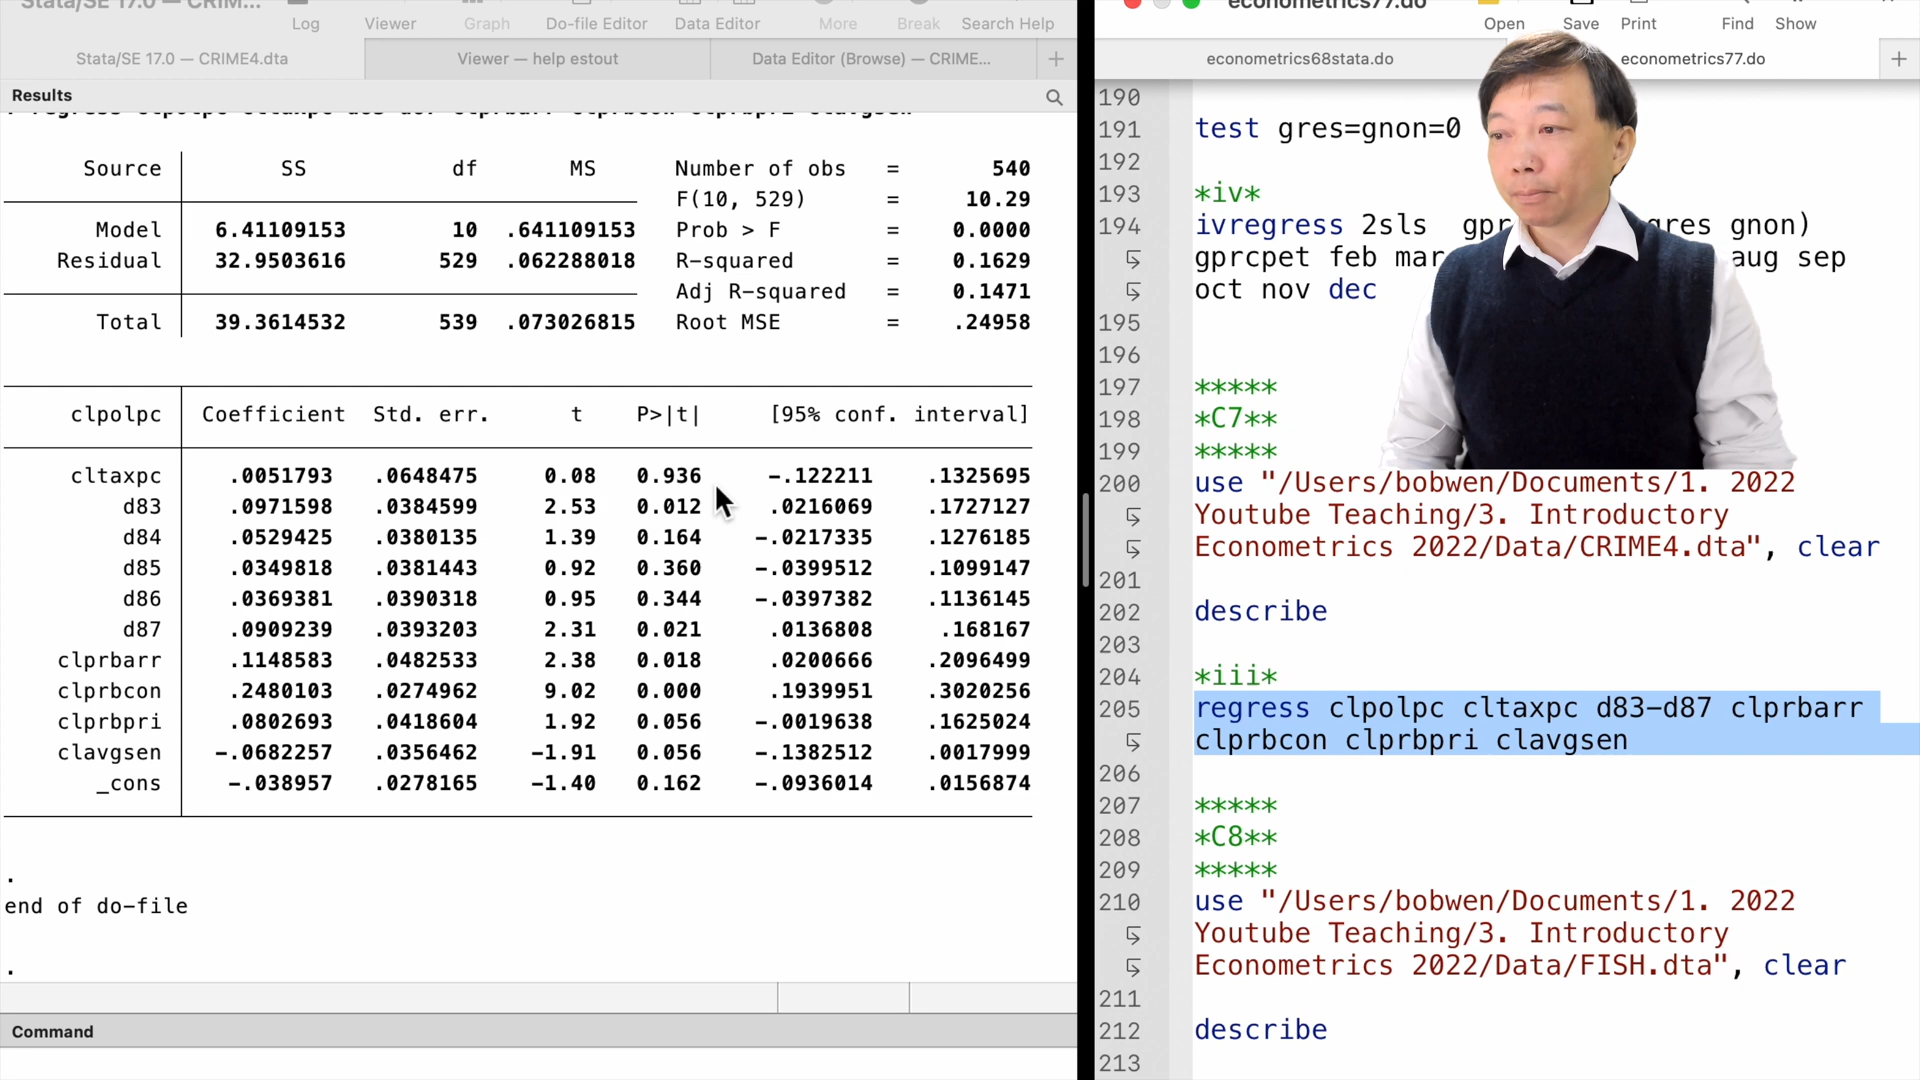 Stata/SE 17.0 — CRIM...
Log Viewer Graph Do-file Editor Data Editor More Break Search Help
Stata/SE 17.0 — CRIME4.dta Viewer — help estout Data Editor (Browse) — CRIME... +
Results
. regress clpolpc cltaxpc d83-d87 clprbarr clprbcon clprbpri clavgsen
Source SS df MS Number of obs = 540
F(10, 529) = 10.29
Model 6.41109153 10 .641109153 Prob > F = 0.0000
Residual 32.9503616 529 .062288018 R-squared = 0.1629
Adj R-squared = 0.1471
Total 39.3614532 539 .073026815 Root MSE = .24958
clpolpc Coefficient Std. err. t P>|t| [95% conf. interval]
cltaxpc .0051793 .0648475 0.08 0.936 -.122211 .1325695
d83 .0971598 .0384599 2.53 0.012 .0216069 .1727127
d84 .0529425 .0380135 1.39 0.164 -.0217335 .1276185
d85 .0349818 .0381443 0.92 0.360 -.0399512 .1099147
d86 .0369381 .0390318 0.95 0.344 -.0397382 .1136145
d87 .0909239 .0393203 2.31 0.021 .0136808 .168167
clprbarr .1148583 .0482533 2.38 0.018 .0200666 .2096499
clprbcon .2480103 .0274962 9.02 0.000 .1939951 .3020256
clprbpri .0802693 .0418604 1.92 0.056 -.0019638 .1625024
clavgsen -.0682257 .0356462 -1.91 0.056 -.1382512 .0017999
_cons -.038957 .0278165 -1.40 0.162 -.0936014 .0156874
.
end of do-file
.
Command
econometrics77.do
Open Save Print Find Show
econometrics68stata.do econometrics77.do +
190
191 test gres=gnon=0
192
193 *iv*
194 ivregress 2sls gpr gres gnon)
gprcpet feb mar aug sep
oct nov dec
195
196
197 *****
198 *C7**
199 *****
200 use "/Users/bobwen/Documents/1. 2022
Youtube Teaching/3. Introductory
Econometrics 2022/Data/CRIME4.dta", clear
201
202 describe
203
204 *iii*
205 regress clpolpc cltaxpc d83-d87 clprbarr
clprbcon clprbpri clavgsen
206
207 *****
208 *C8**
209 *****
210 use "/Users/bobwen/Documents/1. 2022
Youtube Teaching/3. Introductory
Econometrics 2022/Data/FISH.dta", clear
211
212 describe
213